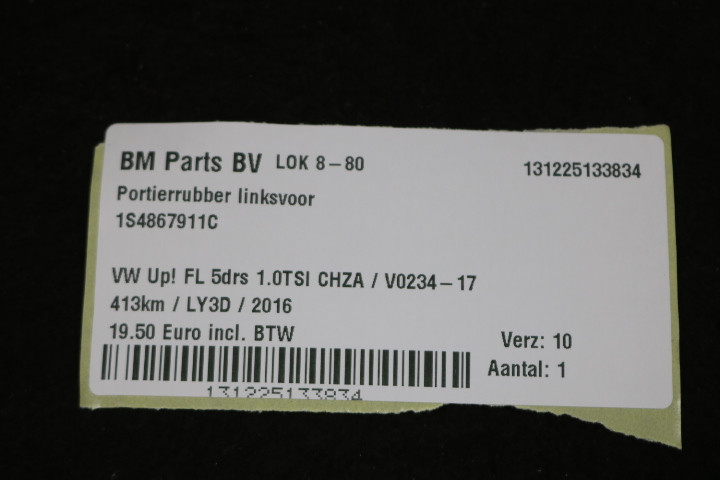 BM Parts BV LOK 8-80 131225133834
Portierrubber linksvoor
1S4867911C
VW Up! FL 5drs 1.0TSI CHZA / V0234-17
413km / LY3D / 2016
19.50 Euro incl. BTW
Verz: 10
Aantal: 1
131225133834